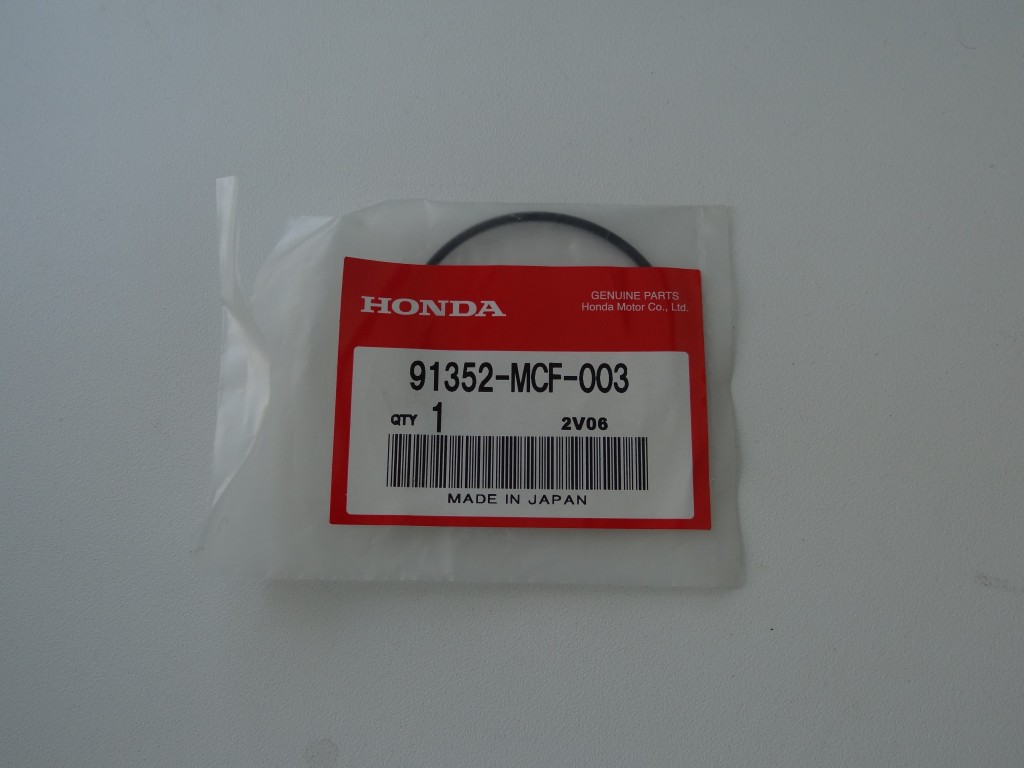 HONDA
GENUINE PARTS
Honda Motor Co., Ltd.
91352-MCF-003
QTY 1 2V06
MADE IN JAPAN